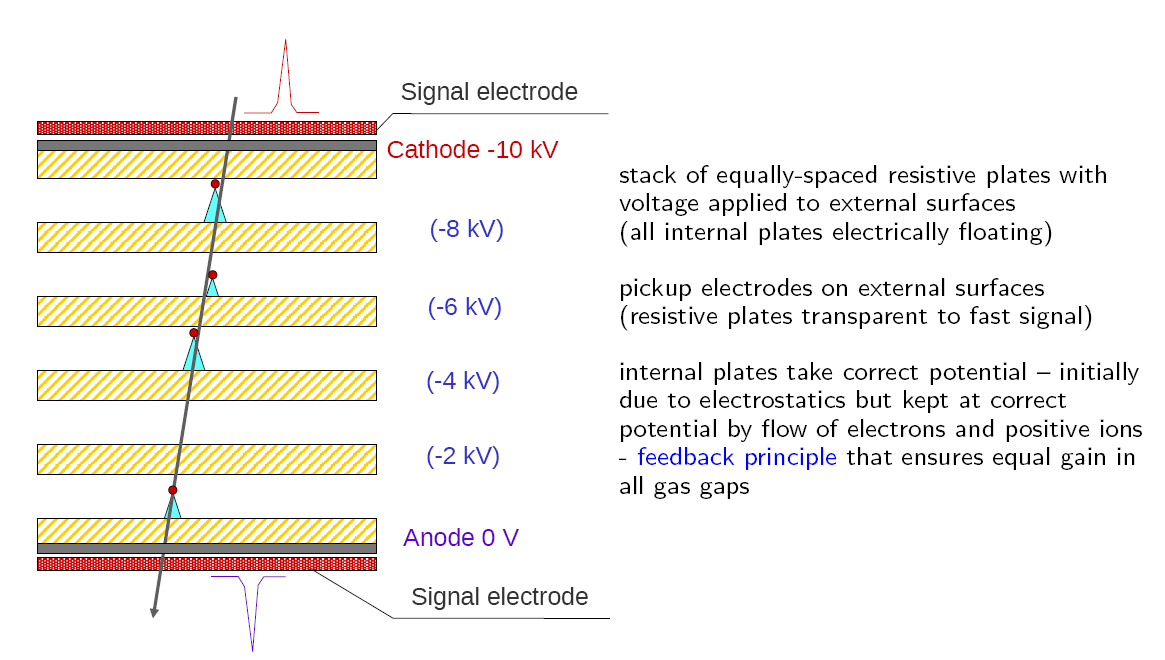 Signal electrode
Cathode -10 kV
(-8 kV)
(-6 kV)
(-4 kV)
(-2 kV)
Anode 0 V
Signal electrode
stack of equally-spaced resistive plates with
voltage applied to external surfaces
(all internal plates electrically floating)
pickup electrodes on external surfaces
(resistive plates transparent to fast signal)
internal plates take correct potential – initially
due to electrostatics but kept at correct
potential by flow of electrons and positive ions
- feedback principle that ensures equal gain in
all gas gaps